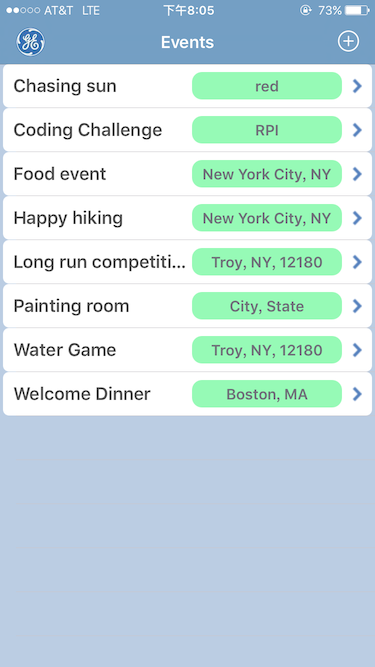 AT&T LTE 下午8:05 73%
Events
Chasing sun red
Coding Challenge RPI
Food event New York City, NY
Happy hiking New York City, NY
Long run competiti... Troy, NY, 12180
Painting room City, State
Water Game Troy, NY, 12180
Welcome Dinner Boston, MA